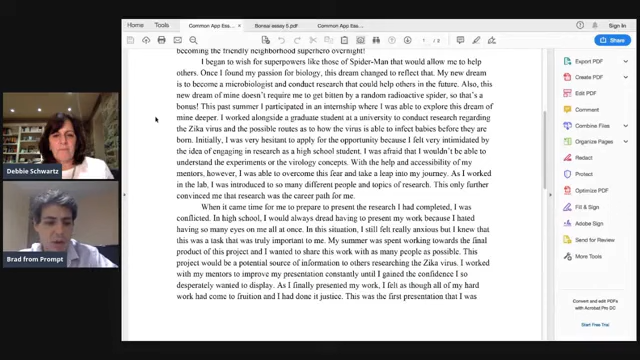 Home
Tools
Common App Ess...
Bonsai essay 5.pdf
Common App Ess...
Sign In
1 / 2
becoming the friendly neighborhood superhero overnight!
I began to wish for superpowers like those of Spider-Man that would allow me to help
others. Once I found my passion for biology, this dream changed to reflect that. My new dream
is to become a microbiologist and conduct research that could help others in the future. Also, this
new dream of mine doesn't require me to get bitten by a random radioactive spider, so that's a
bonus! This past summer I participated in an internship where I was able to explore this dream of
mine deeper. I worked alongside a graduate student at a university to conduct research regarding
the Zika virus and the possible routes as to how the virus is able to infect babies before they are
born. Initially, I was very hesitant to apply for the opportunity because I felt very intimidated by
the idea of engaging in research as a high school student. I was afraid that I wouldn't be able to
understand the experiments or the virology concepts. With the help and accessibility of my
mentors, however, I was able to overcome this fear and take a leap into my journey. As I worked
in the lab, I was introduced to so many different people and topics of research. This only further
convinced me that research was the career path for me.
When it came time for me to prepare to present the research I had completed, I was
conflicted. In high school, I would always dread having to present my work because I hated
having so many eyes on me all at once. In this situation, I still felt really anxious but I knew that
this was a task that was truly important to me. My summer was spent working towards the final
product of this project and I wanted to share this work with as many people as possible. This
project would be a potential source of information to others researching the Zika virus. I worked
with my mentors to improve my presentation constantly until I gained the confidence I so
desperately wanted to display. As I finally presented my work, I felt as though all of my hard
work had come to fruition and I had done it justice. This was the first presentation that I was
Export PDF
Create PDF
Edit PDF
Comment
Combine Files
Organize Pages
Redact
Protect
Optimize PDF
Fill & Sign
Adobe Sign
Send for Review
More Tools
Convert and edit PDFs
with Acrobat Pro DC
Start Free Trial
Debbie Schwartz
Brad from Prompt